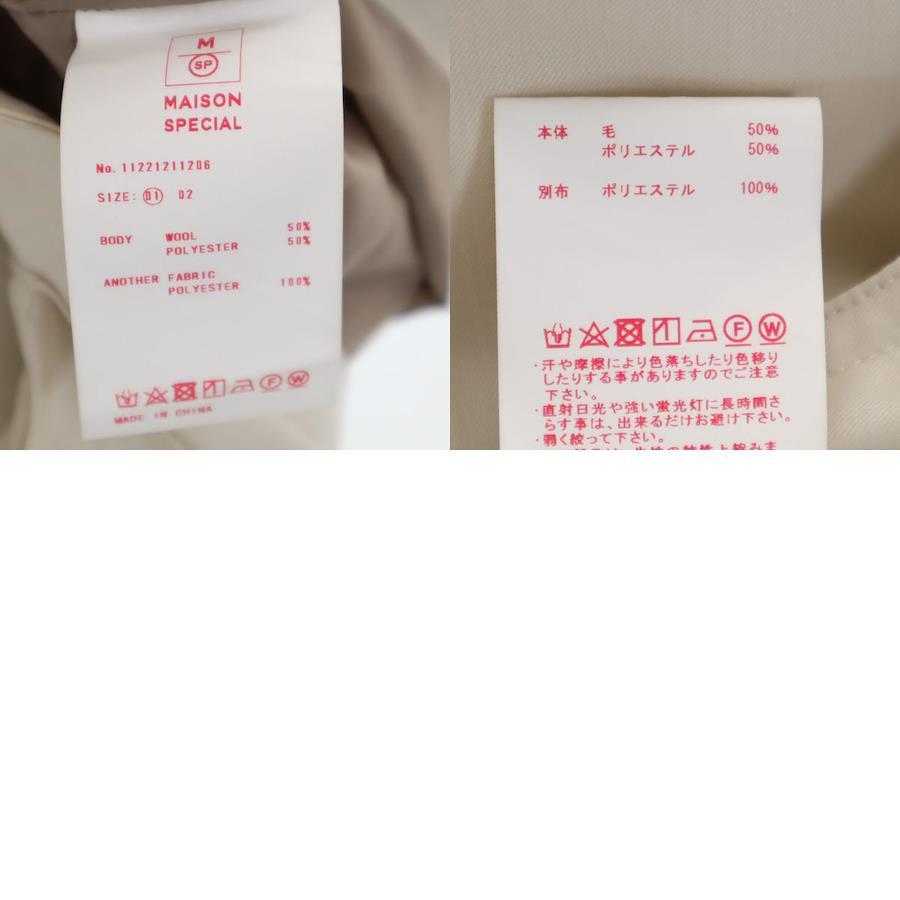 M
SP
MAISON
SPECIAL
No. 11221211206
SIZE: 01 02
BODY WOOL 50%
POLYESTER 50%
ANOTHER FABRIC
POLYESTER 100%
MADE IN CHINA
本体 毛 50%
ポリエステル 50%
別布 ポリエステル 100%
F W
・汗や摩擦により色落ちしたり色移り
したりする事がありますのでご注意
下さい。
・直射日光や強い蛍光灯に長時間さ
らす事は、出来るだけお避け下さい。
・弱く絞って下さい。